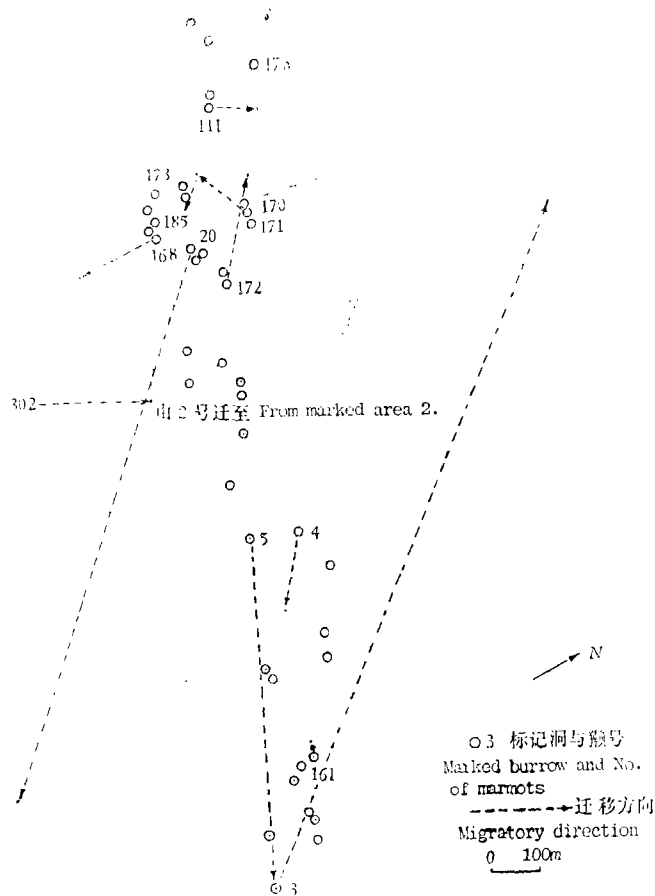 111
173
170
171
185
20
168
172
302
由2号迁至 From marked area 2.
5
4
N
161
3
○3 标记洞与獭号
Marked burrow and No.
of marmots
迁移方向
Migratory direction
0 100m